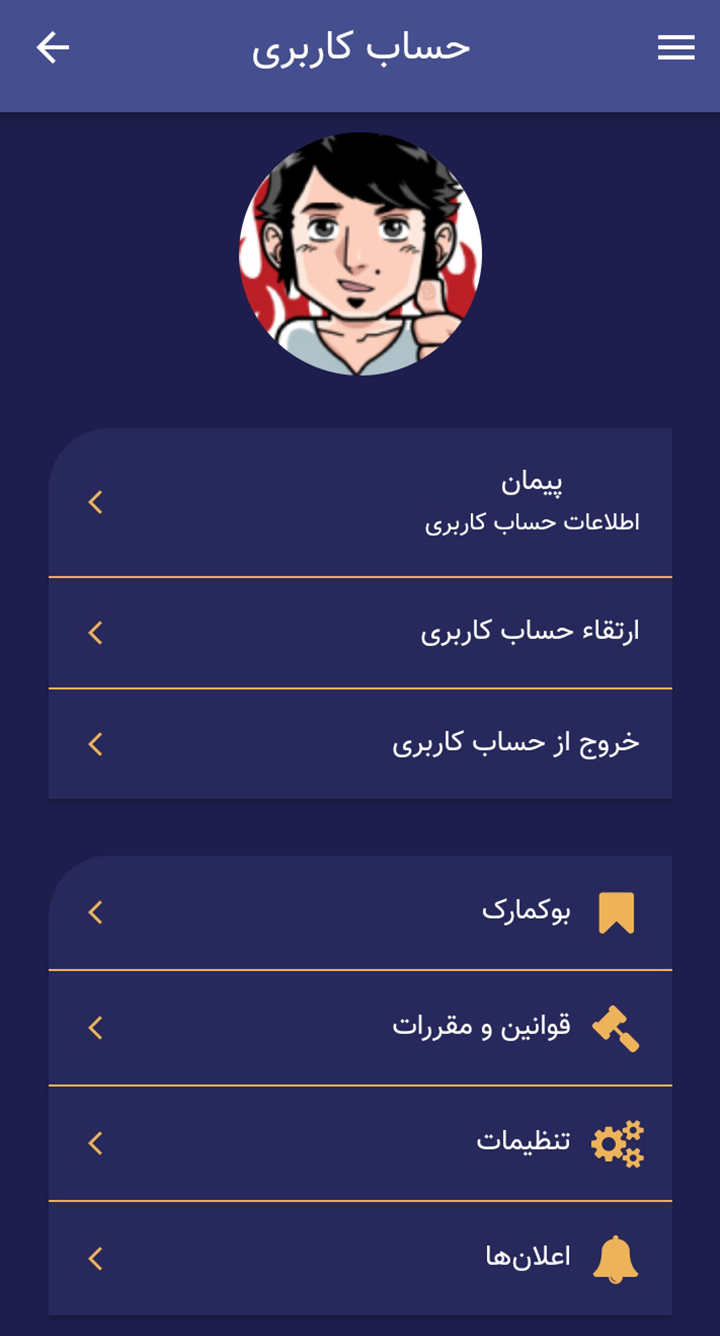 حساب کاربری
پیمان
اطلاعات حساب کاربری
ارتقاء حساب کاربری
خروج از حساب کاربری
بوکمارک
قوانین و مقررات
تنظیمات
اعلان‌ها